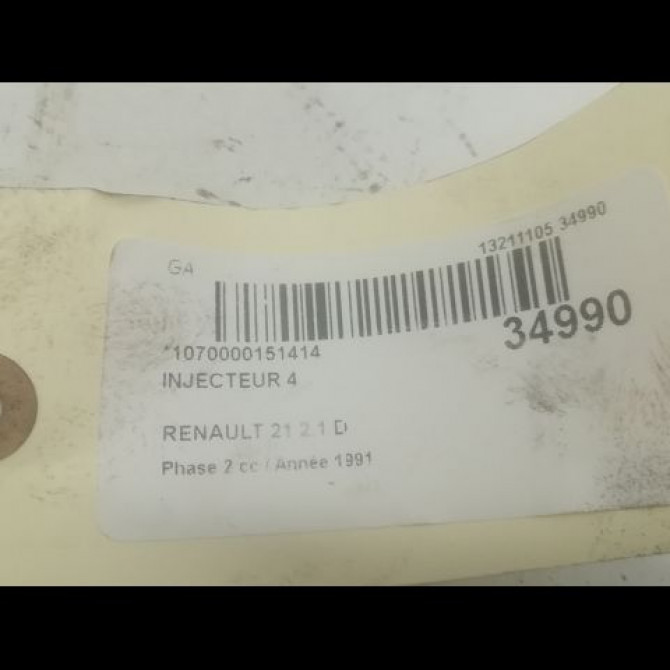 GA
13211105 34990
34990
*1070000151414
INJECTEUR 4
RENAULT 21 2.1 D
Phase 2 cc / Année 1991